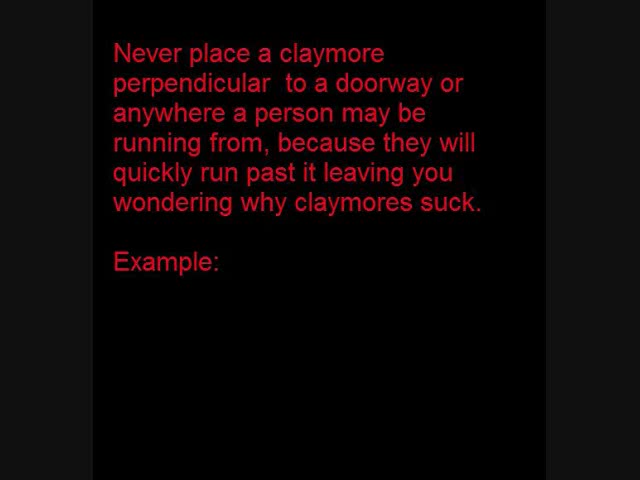 Never place a claymore
perpendicular  to a doorway or
anywhere a person may be
running from, because they will
quickly run past it leaving you
wondering why claymores suck.
Example: